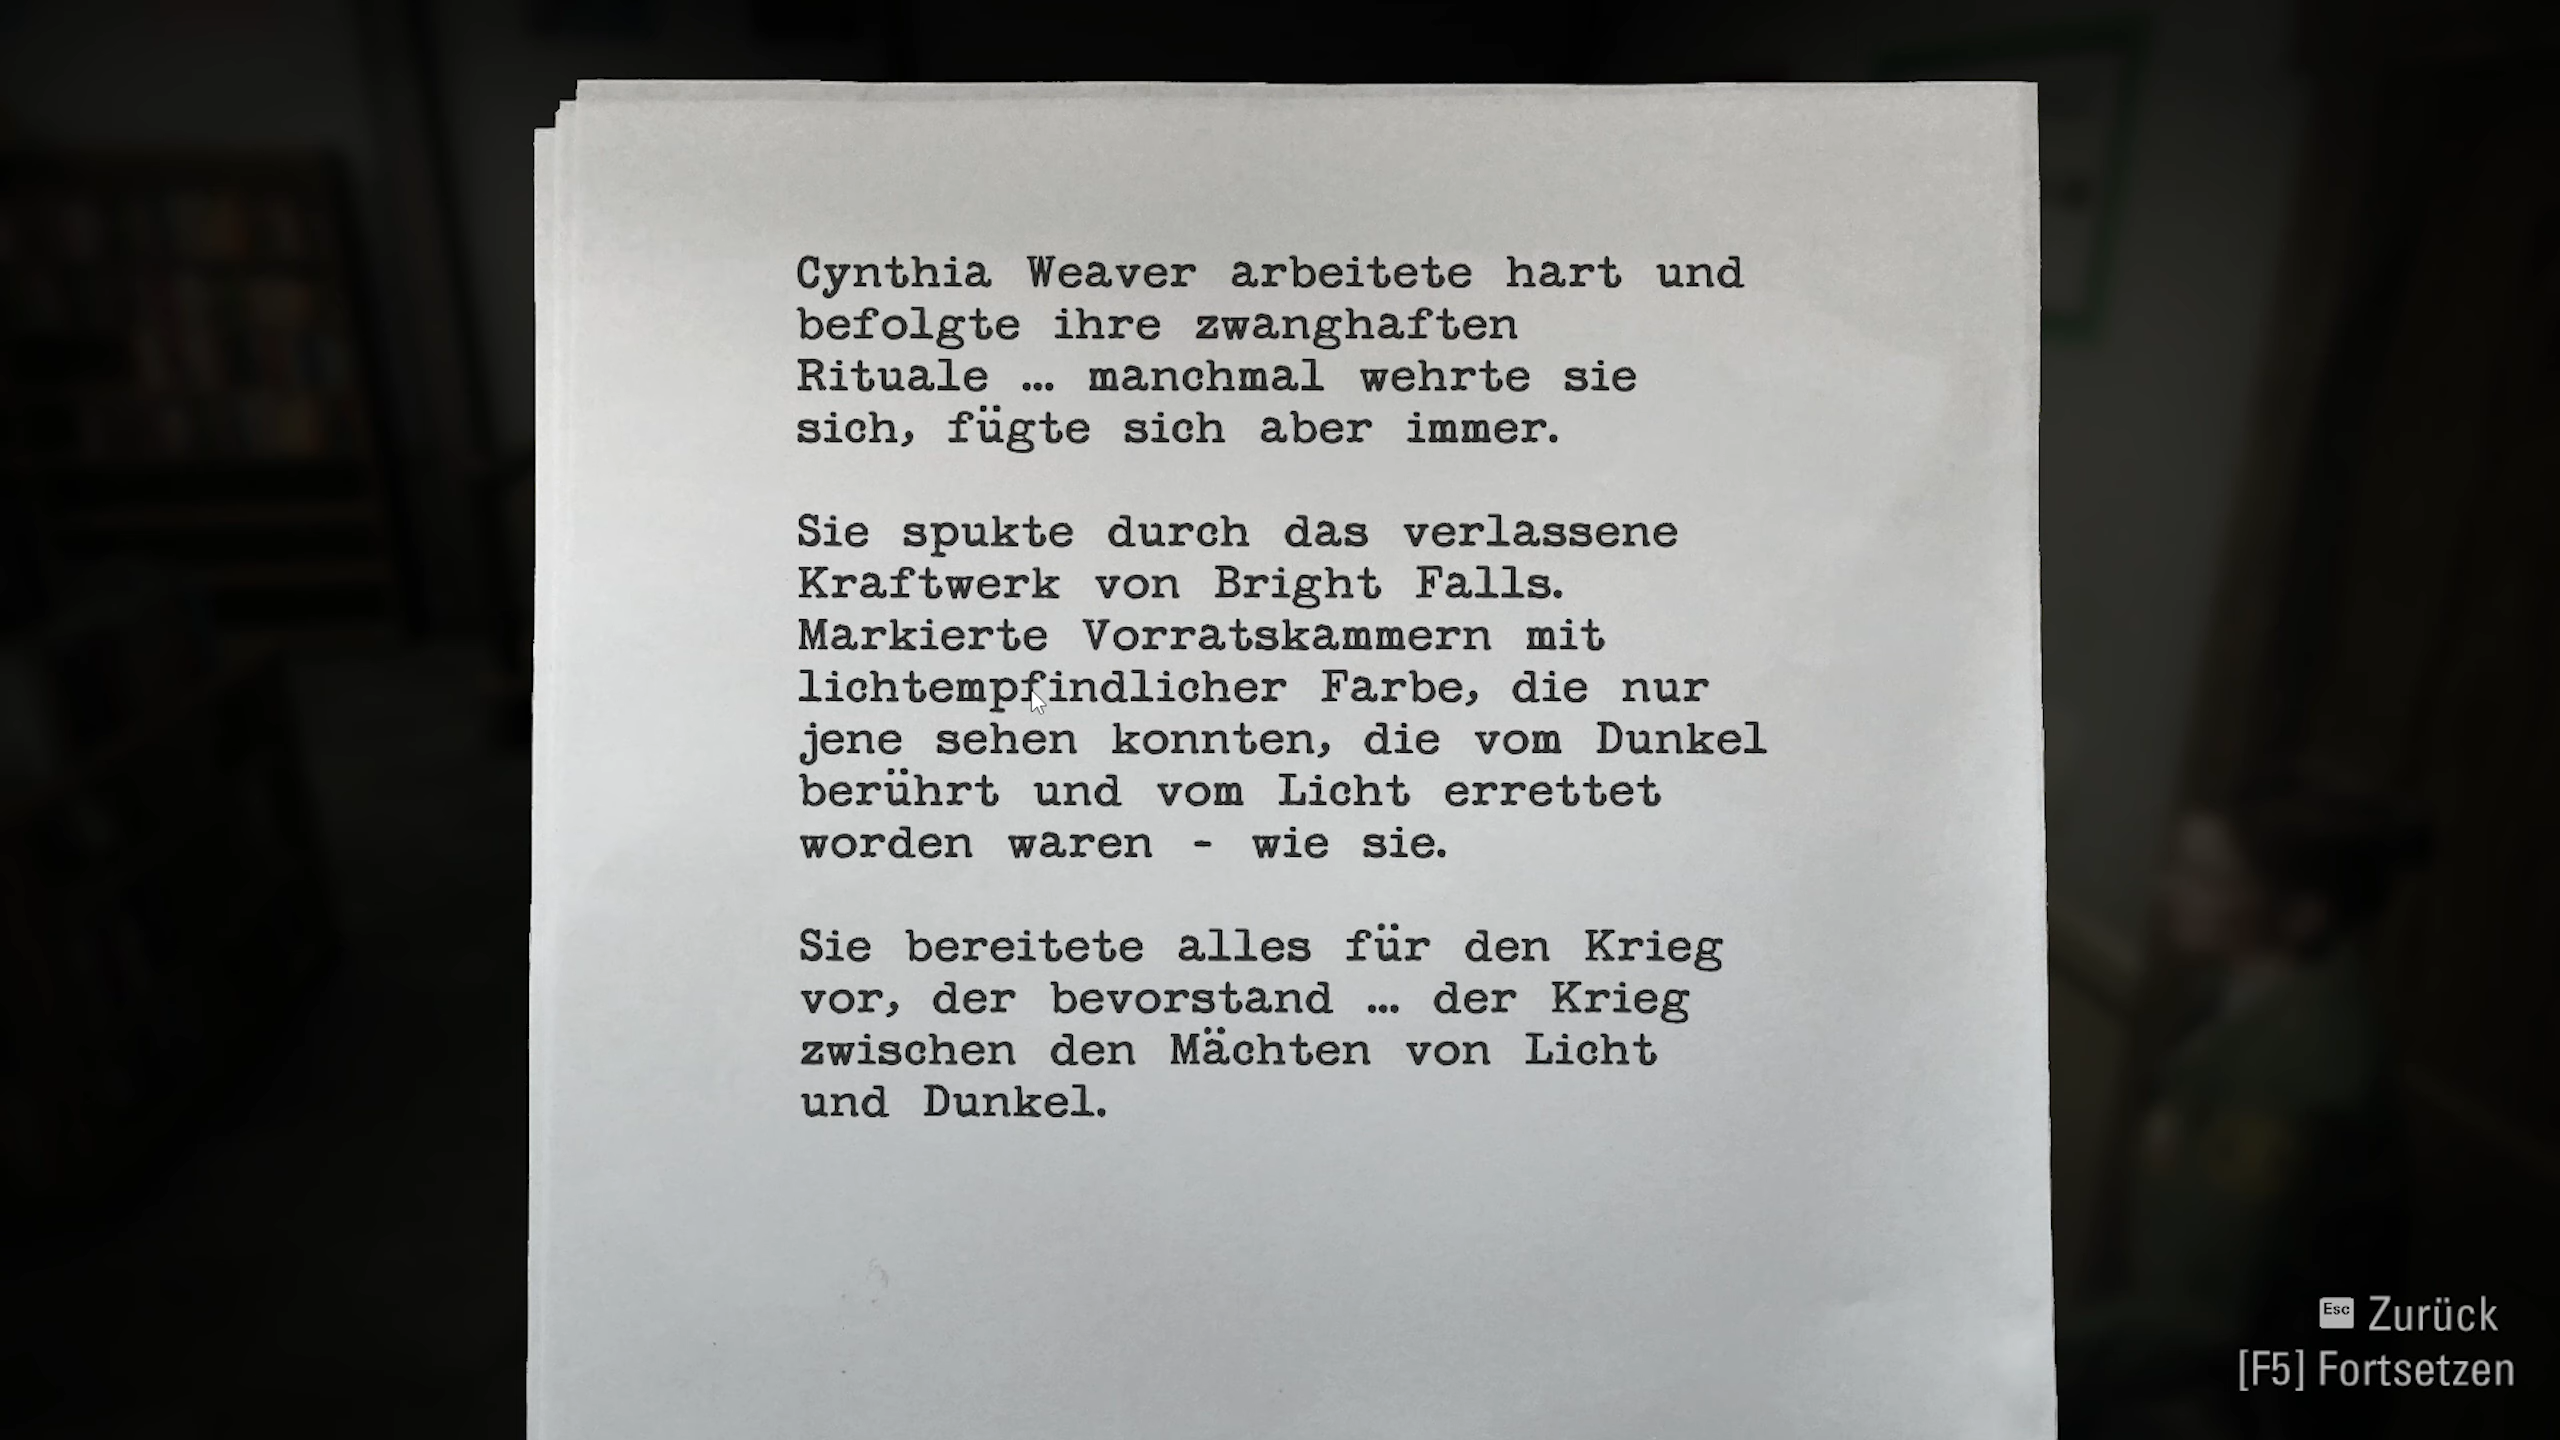 Cynthia Weaver arbeitete hart und
befolgte ihre zwanghaften
Rituale … manchmal wehrte sie
sich, fügte sich aber immer.
Sie spukte durch das verlassene
Kraftwerk von Bright Falls.
Markierte Vorratskammern mit
lichtempfindlicher Farbe, die nur
jene sehen konnten, die vom Dunkel
berührt und vom Licht errettet
worden waren - wie sie.
Sie bereitete alles für den Krieg
vor, der bevorstand … der Krieg
zwischen den Mächten von Licht
und Dunkel.
Esc Zurück
[F5] Fortsetzen